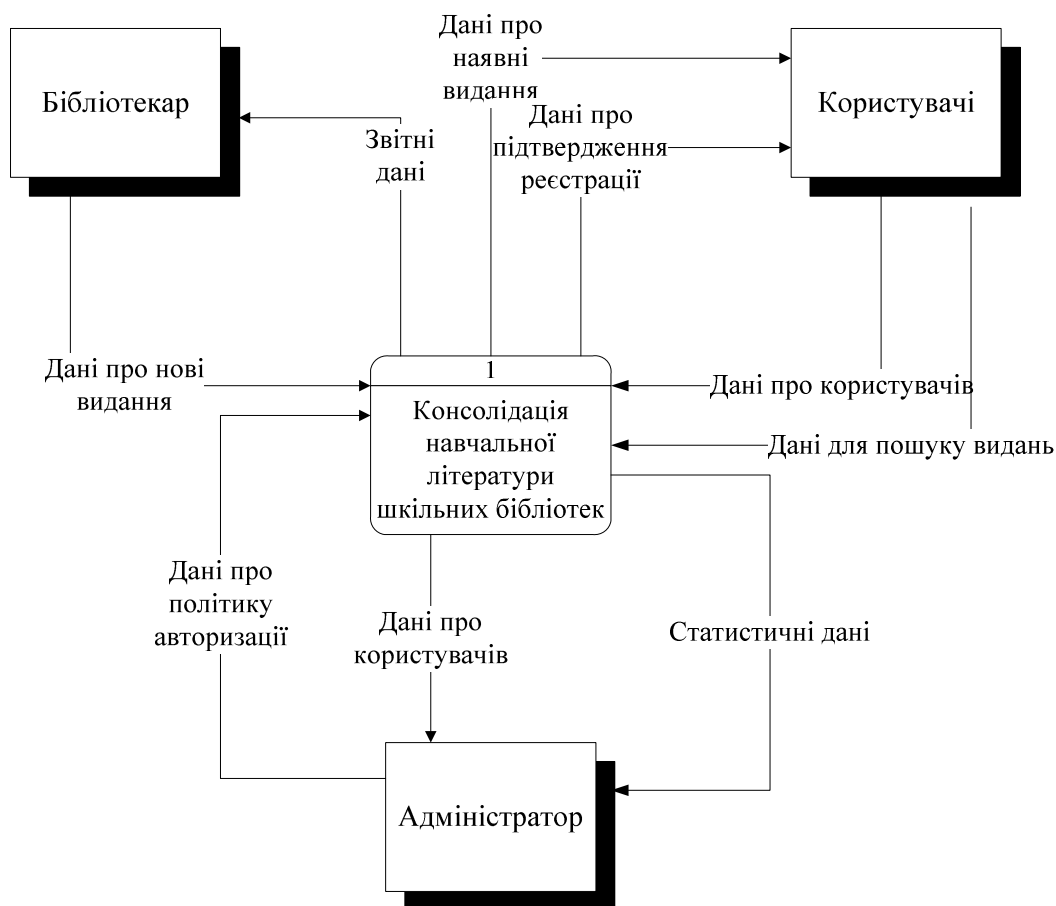 Дані про
наявні
видання
Бібліотекар
Користувачі
Звітні
дані
Дані про
підтвердження
реєстрації
Дані про нові
видання
1
Консолідація
навчальної
літератури
шкільних бібліотек
Дані про користувачів
Дані для пошуку видань
Дані про
політику
авторизації
Дані про
користувачів
Статистичні дані
Адміністратор